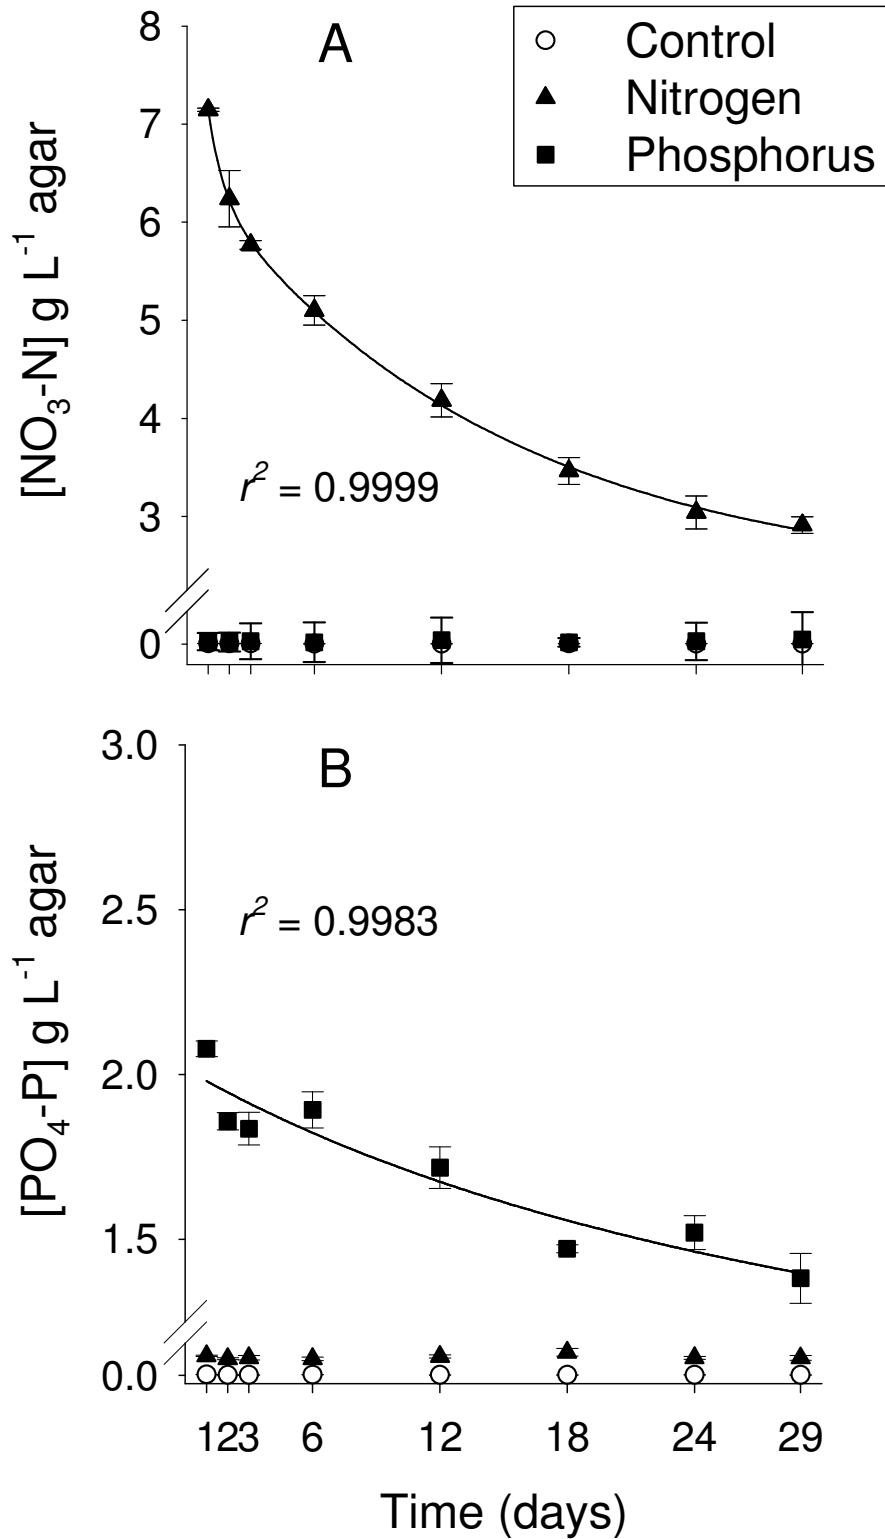 A
Control
Nitrogen
Phosphorus
8
7
6
5
4
3
0
[NO₃-N] g L⁻¹ agar
r² = 0.9999
B
3.0
2.5
2.0
1.5
0.0
[PO₄-P] g L⁻¹ agar
r² = 0.9983
1 2 3 6 12 18 24 29
Time (days)